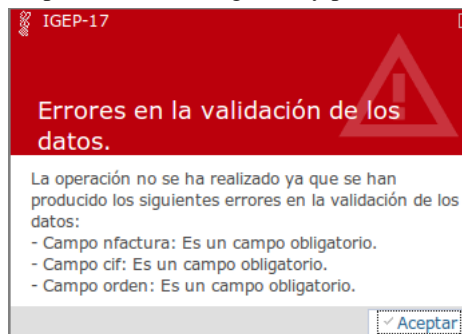 IGEP-17
Errores en la validación de los
datos.
La operación no se ha realizado ya que se han
producido los siguientes errores en la validación de los
datos:
- Campo nfactura: Es un campo obligatorio.
- Campo cif: Es un campo obligatorio.
- Campo orden: Es un campo obligatorio.
Aceptar